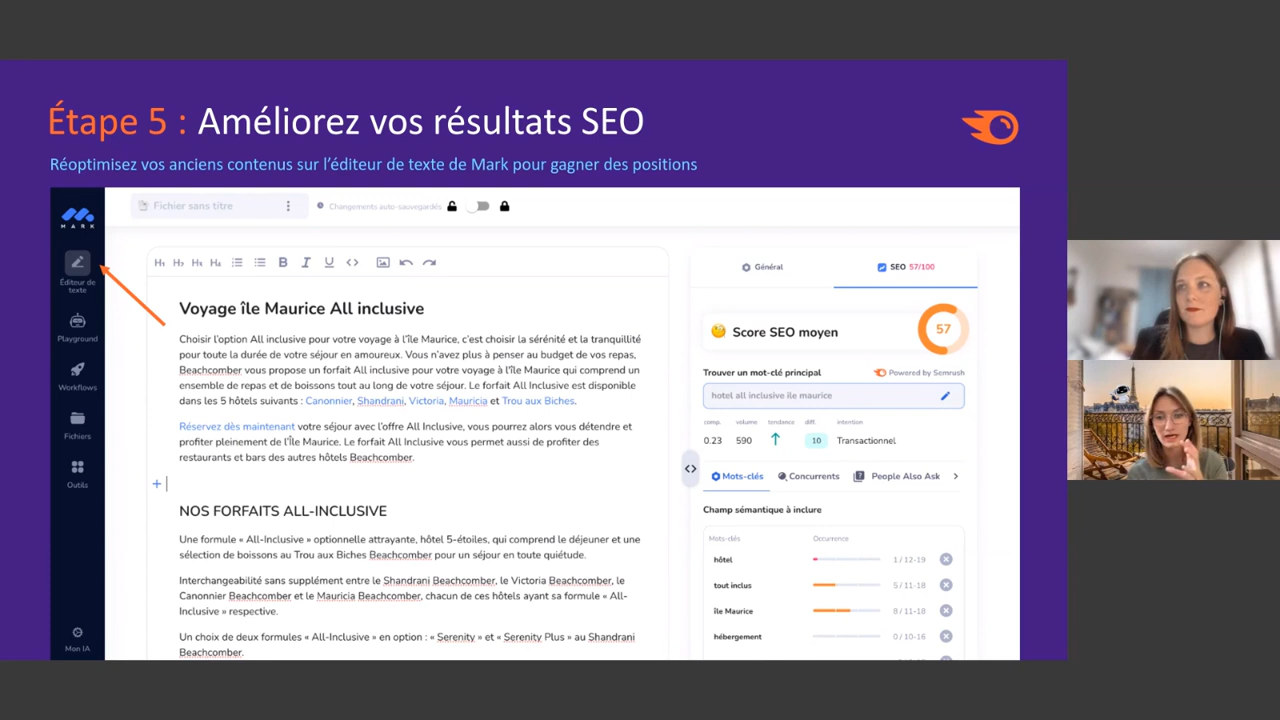 Étape 5 : Améliorez vos résultats SEO
Réoptimisez vos anciens contenus sur l'éditeur de texte de Mark pour gagner des positions
MARK
Éditeur de
texte
Playground
Workflows
Fichiers
Outils
Mon IA
Fichier sans titre
Changements auto-sauvegardés
H1 H2 H3 H4 B I U
Voyage île Maurice All inclusive
Choisir l'option All inclusive pour votre voyage à l'île Maurice, c'est choisir la sérénité et la tranquillité
pour toute la durée de votre séjour en amoureux. Vous n'avez plus à penser au budget de vos repas,
Beachcomber vous propose un forfait All inclusive pour votre voyage à l'île Maurice qui comprend un
ensemble de repas et de boissons tout au long de votre séjour. Le forfait All Inclusive est disponible
dans les 5 hôtels suivants : Canonnier, Shandrani, Victoria, Mauricia et Trou aux Biches.
Réservez dès maintenant votre séjour avec l'offre All Inclusive, vous pourrez alors vous détendre et
profiter pleinement de l'île Maurice. Le forfait All Inclusive vous permet aussi de profiter des
restaurants et bars des autres hôtels Beachcomber.
NOS FORFAITS ALL-INCLUSIVE
Une formule « All-Inclusive » optionnelle attrayante, hôtel 5-étoiles, qui comprend le déjeuner et une
sélection de boissons au Trou aux Biches Beachcomber pour un séjour en toute quiétude.
Interchangeabilité sans supplément entre le Shandrani Beachcomber, le Victoria Beachcomber, le
Canonnier Beachcomber et le Mauricia Beachcomber, chacun de ces hôtels ayant sa formule « All-
Inclusive » respective.
Un choix de deux formules « All-Inclusive » en option : « Serenity » et « Serenity Plus » au Shandrani
Beachcomber.
Général
SEO 57/100
Score SEO moyen
57
Trouver un mot-clé principal
Powered by Semrush
hotel all inclusive ile maurice
comp. volume tendance diff. intention
0.23 590 10 Transactionnel
Mots-clés Concurrents People Also Ask
Champ sémantique à inclure
Mots-clés Occurrence
hôtel 1 / 12-19
tout inclus 5 / 11-18
île Maurice 8 / 11-18
hébergement 0 / 10-16